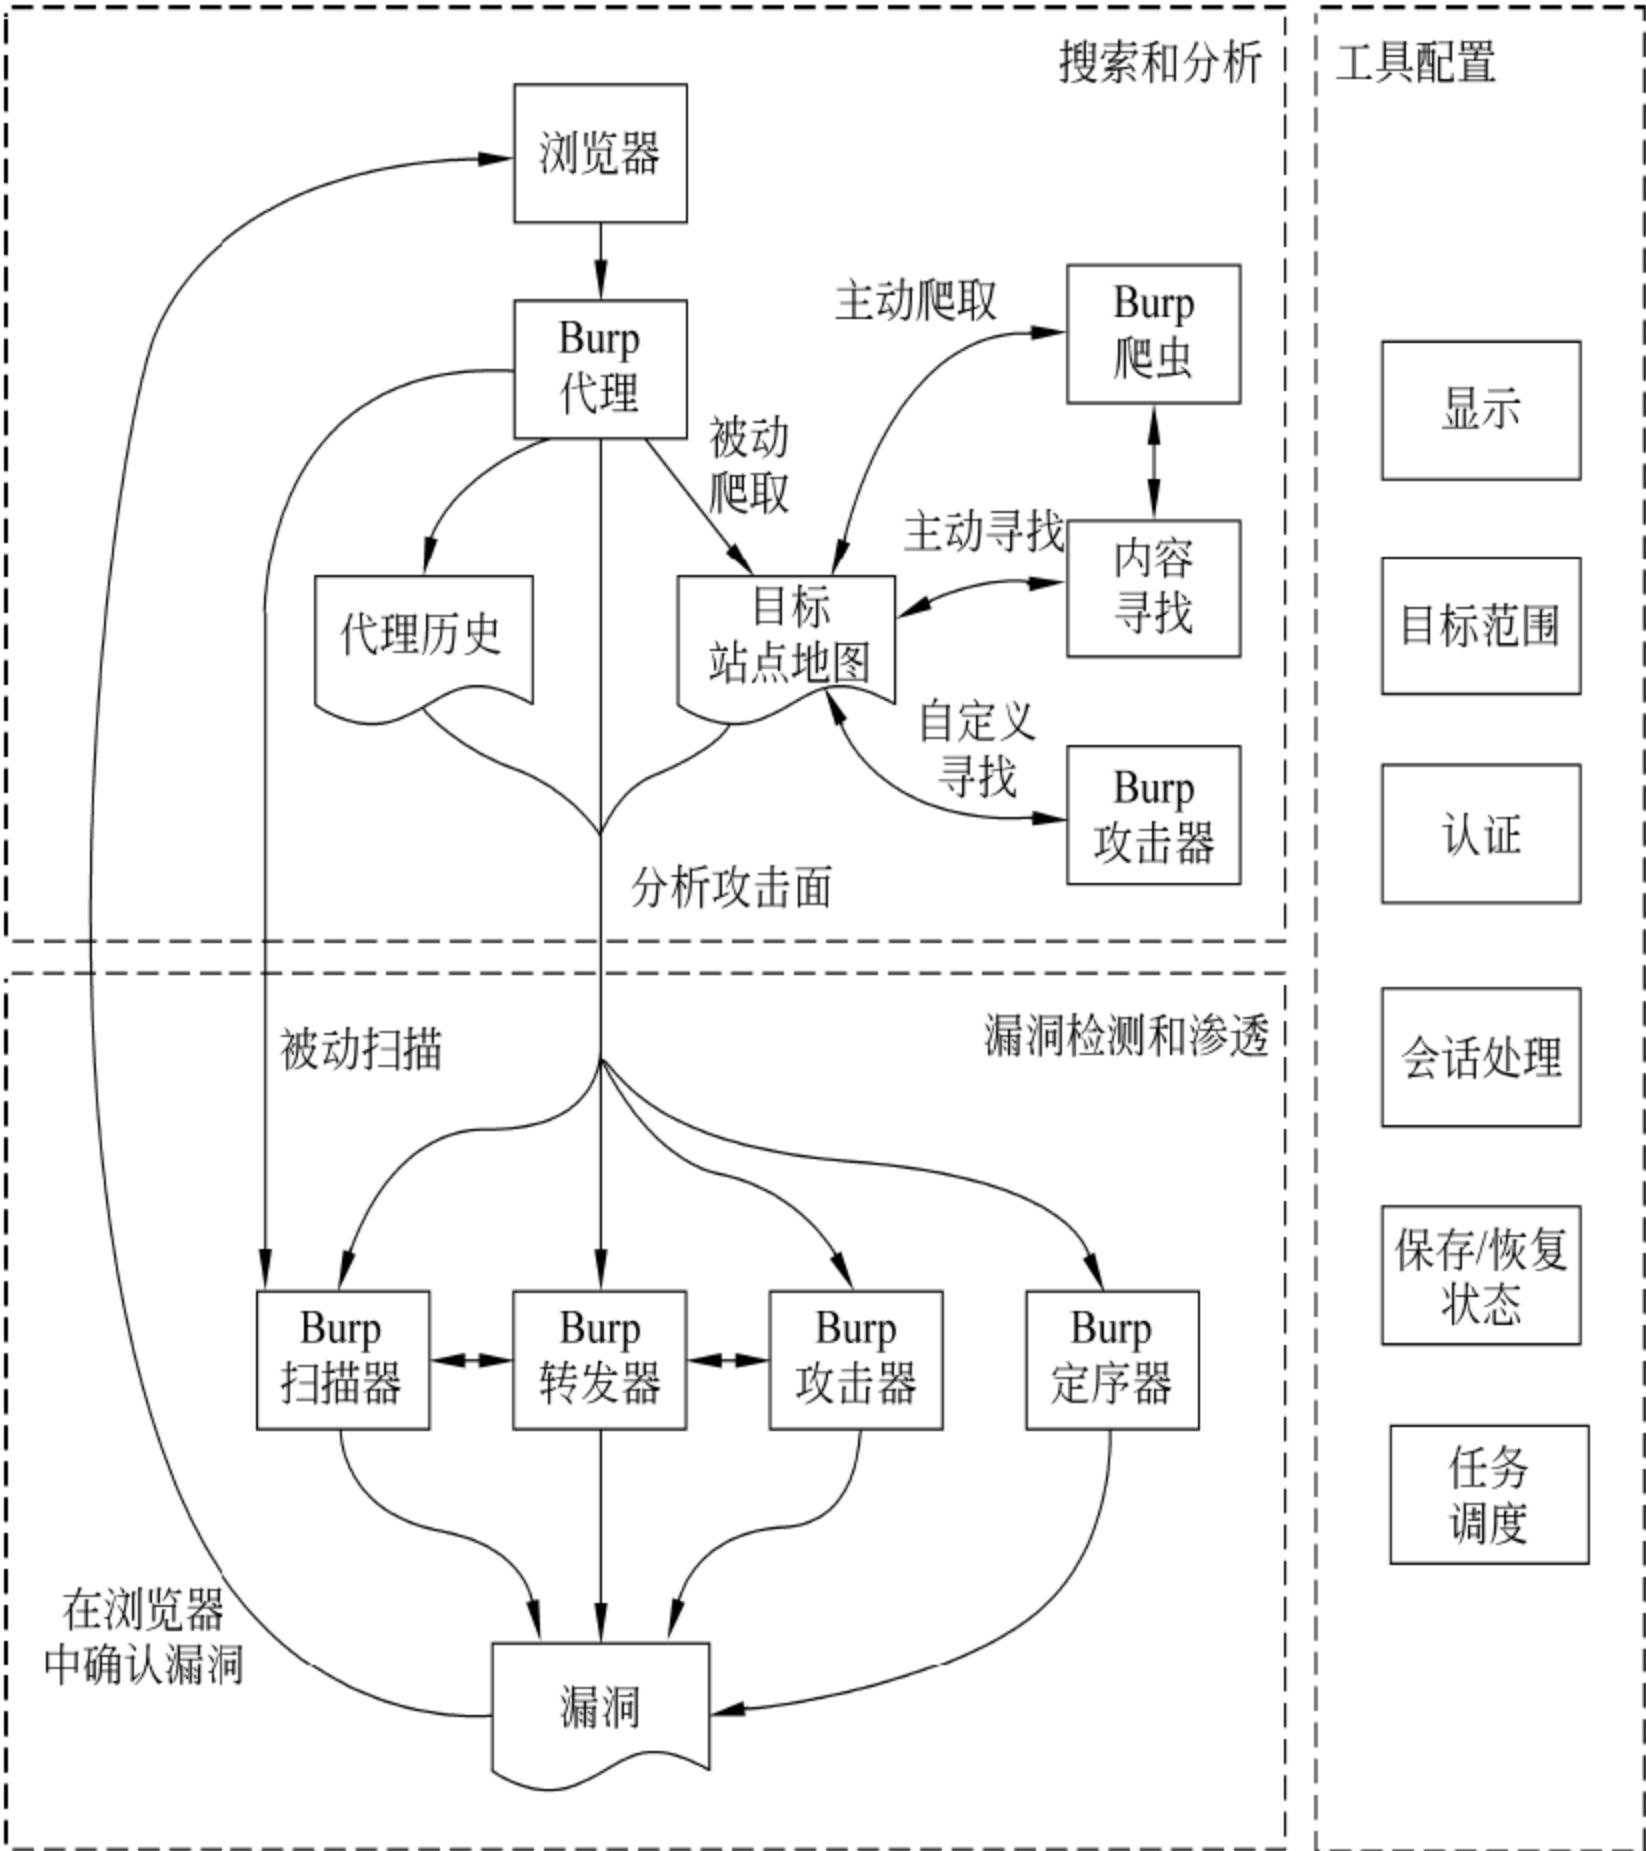 搜索和分析
浏览器
Burp
代理
主动爬取
Burp
爬虫
被动
爬取
主动寻找
内容
寻找
代理历史
目标
站点地图
自定义
寻找
Burp
攻击器
分析攻击面
漏洞检测和渗透
被动扫描
Burp
扫描器
Burp
转发器
Burp
攻击器
Burp
定序器
在浏览器
中确认漏洞
漏洞
工具配置
显示
目标范围
认证
会话处理
保存/恢复
状态
任务
调度